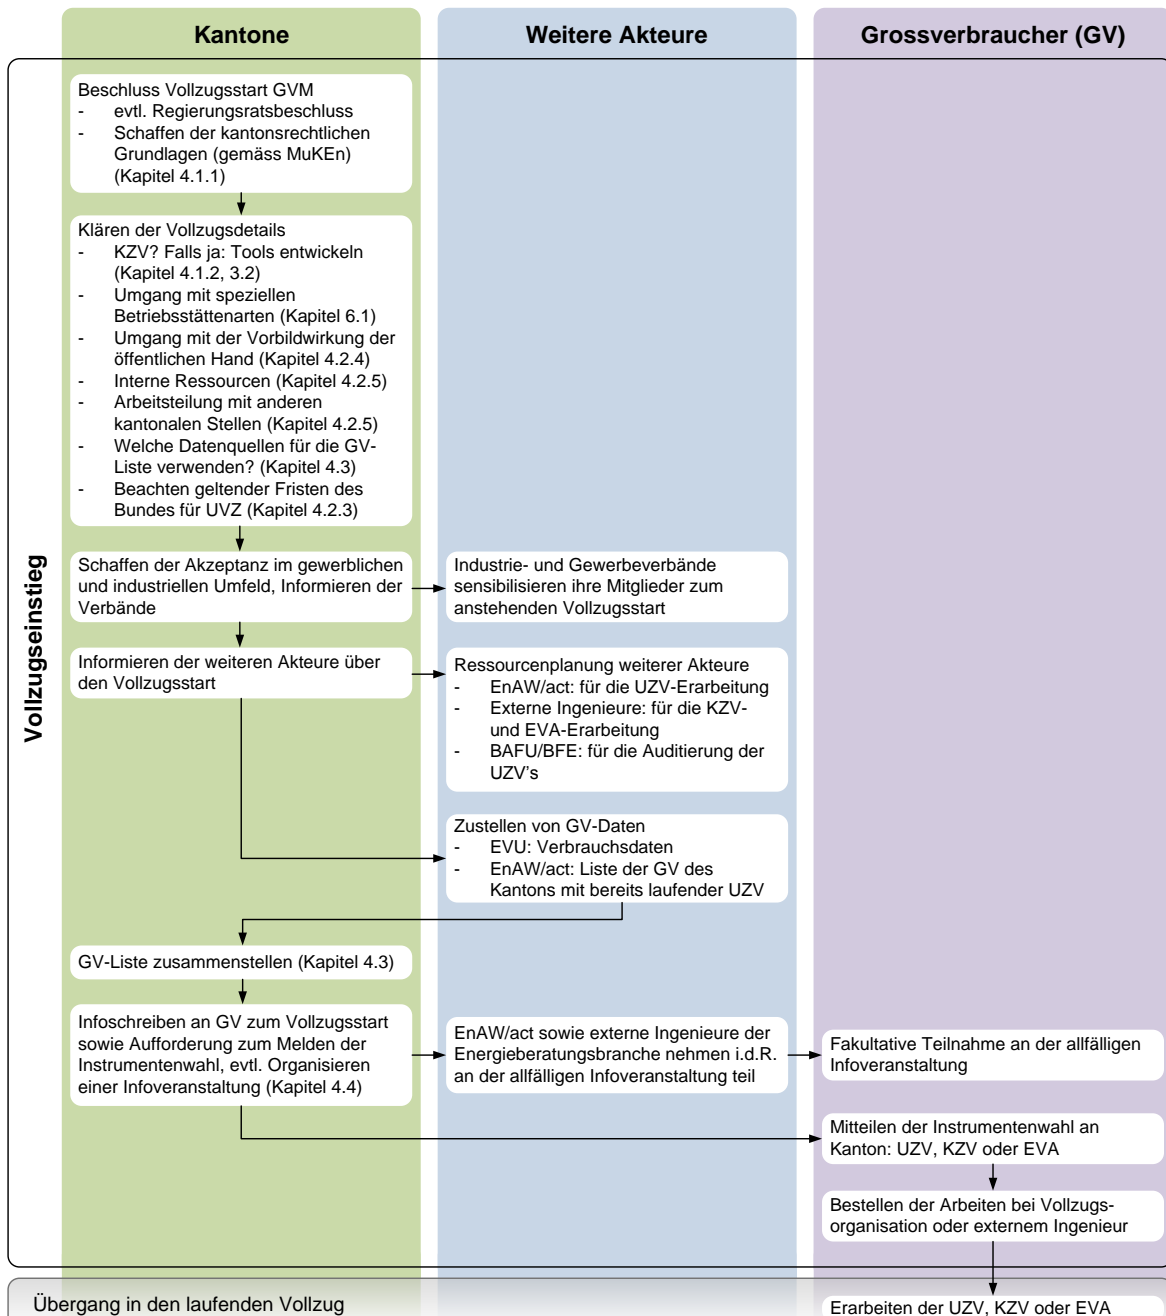 Kantone
Weitere Akteure
Grossverbraucher (GV)
Vollzugseinstieg
Beschluss Vollzugsstart GVM
- evtl. Regierungsratsbeschluss
- Schaffen der kantonsrechtlichen
Grundlagen (gemäss MuKEn)
(Kapitel 4.1.1)
Klären der Vollzugsdetails
- KZV? Falls ja: Tools entwickeln
(Kapitel 4.1.2, 3.2)
- Umgang mit speziellen
Betriebsstättenarten (Kapitel 6.1)
- Umgang mit der Vorbildwirkung der
öffentlichen Hand (Kapitel 4.2.4)
- Interne Ressourcen (Kapitel 4.2.5)
- Arbeitsteilung mit anderen
kantonalen Stellen (Kapitel 4.2.5)
- Welche Datenquellen für die GV-
Liste verwenden? (Kapitel 4.3)
- Beachten geltender Fristen des
Bundes für UVZ (Kapitel 4.2.3)
Schaffen der Akzeptanz im gewerblichen
und industriellen Umfeld, Informieren der
Verbände
Industrie- und Gewerbeverbände
sensibilisieren ihre Mitglieder zum
anstehenden Vollzugsstart
Informieren der weiteren Akteure über
den Vollzugsstart
Ressourcenplanung weiterer Akteure
- EnAW/act: für die UZV-Erarbeitung
- Externe Ingenieure: für die KZV-
und EVA-Erarbeitung
- BAFU/BFE: für die Auditierung der
UZV's
Zustellen von GV-Daten
- EVU: Verbrauchsdaten
- EnAW/act: Liste der GV des
Kantons mit bereits laufender UZV
GV-Liste zusammenstellen (Kapitel 4.3)
Infoschreiben an GV zum Vollzugsstart
sowie Aufforderung zum Melden der
Instrumentenwahl, evtl. Organisieren
einer Infoveranstaltung (Kapitel 4.4)
EnAW/act sowie externe Ingenieure der
Energieberatungsbranche nehmen i.d.R.
an der allfälligen Infoveranstaltung teil
Fakultative Teilnahme an der allfälligen
Infoveranstaltung
Mitteilen der Instrumentenwahl an
Kanton: UZV, KZV oder EVA
Bestellen der Arbeiten bei Vollzugs-
organisation oder externem Ingenieur
Übergang in den laufenden Vollzug
Erarbeiten der UZV, KZV oder EVA